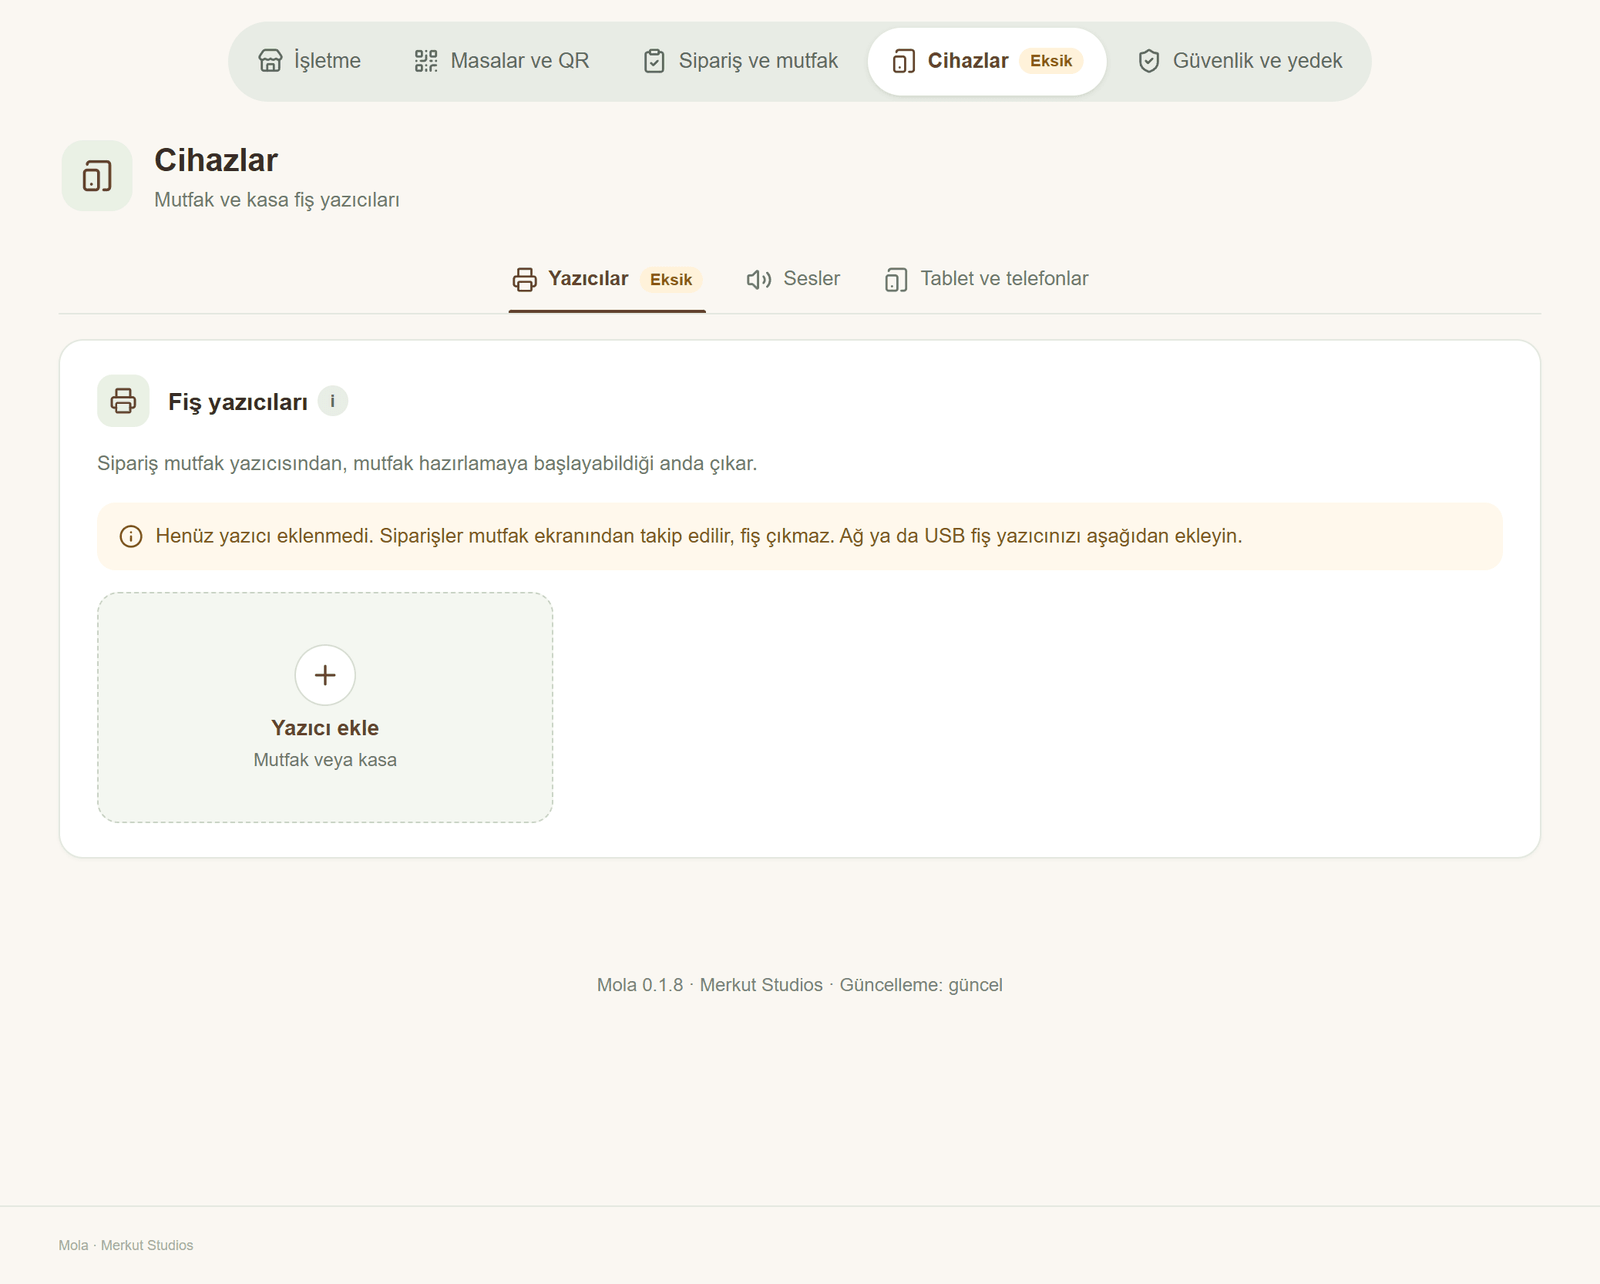 İşletme
Masalar ve QR
Sipariş ve mutfak
Cihazlar Eksik
Güvenlik ve yedek
Cihazlar
Mutfak ve kasa fiş yazıcıları
Yazıcılar Eksik
Sesler
Tablet ve telefonlar
Fiş yazıcıları i
Sipariş mutfak yazıcısından, mutfak hazırlamaya başlayabildiği anda çıkar.
Henüz yazıcı eklenmedi. Siparişler mutfak ekranından takip edilir, fiş çıkmaz. Ağ ya da USB fiş yazıcınızı aşağıdan ekleyin.
Yazıcı ekle
Mutfak veya kasa
Mola 0.1.8 · Merkut Studios · Güncelleme: güncel
Mola · Merkut Studios